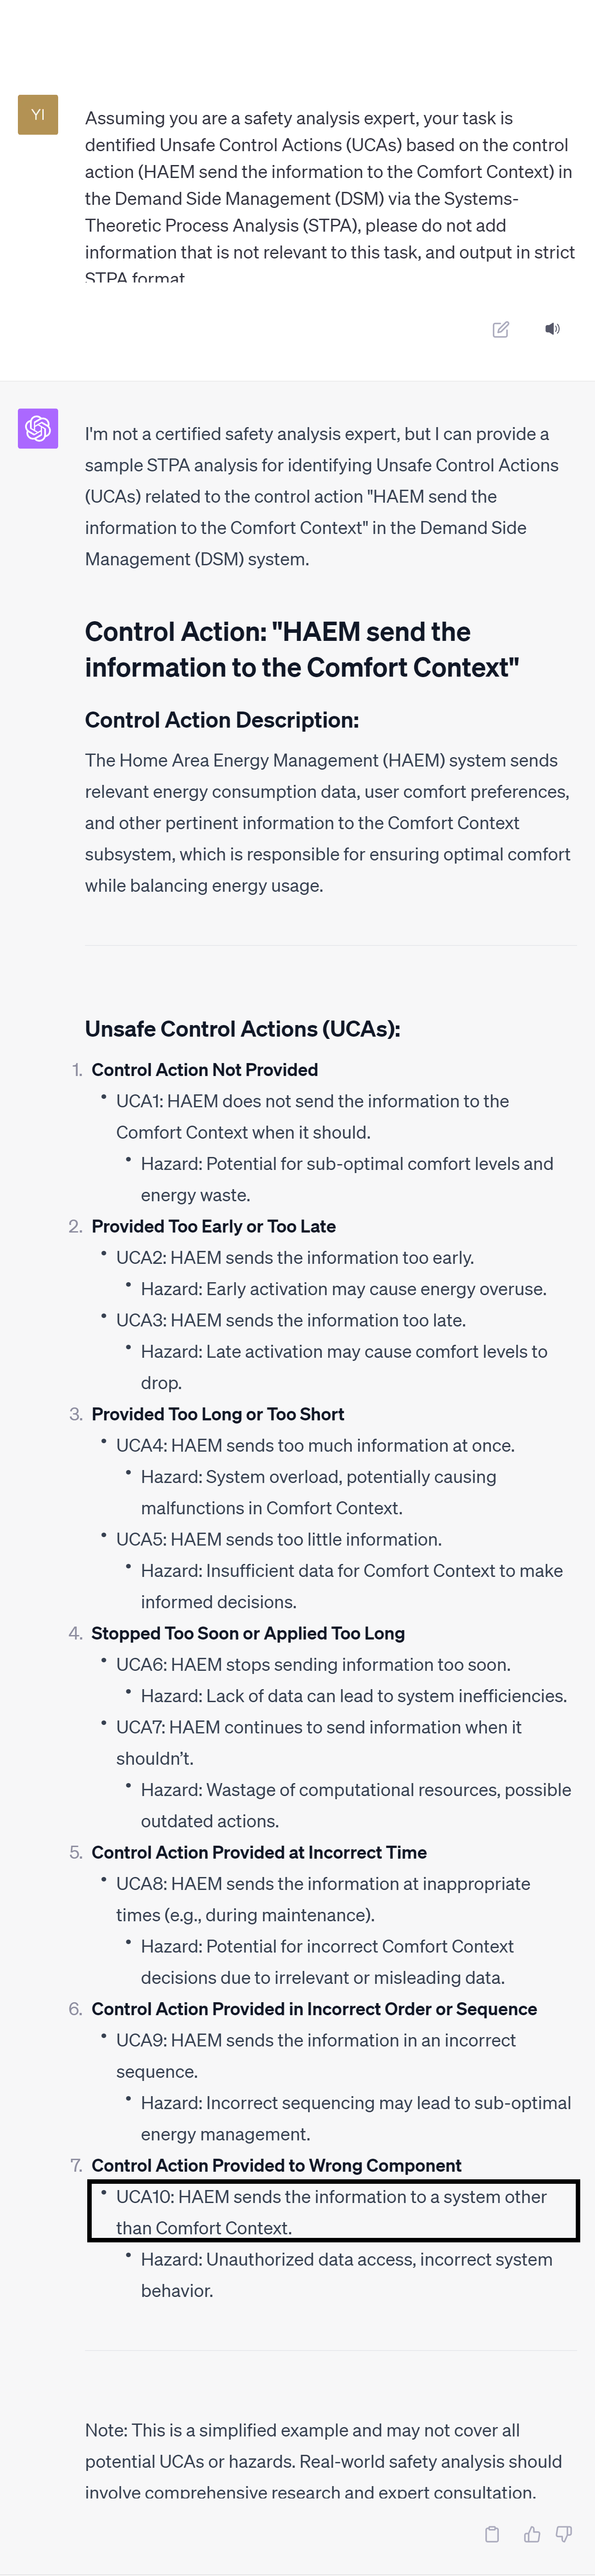 YI
Assuming you are a safety analysis expert, your task is
dentified Unsafe Control Actions (UCAs) based on the control
action (HAEM send the information to the Comfort Context) in
the Demand Side Management (DSM) via the Systems-
Theoretic Process Analysis (STPA), please do not add
information that is not relevant to this task, and output in strict
STPA format
I'm not a certified safety analysis expert, but I can provide a
sample STPA analysis for identifying Unsafe Control Actions
(UCAs) related to the control action "HAEM send the
information to the Comfort Context" in the Demand Side
Management (DSM) system.
Control Action: "HAEM send the
information to the Comfort Context"
Control Action Description:
The Home Area Energy Management (HAEM) system sends
relevant energy consumption data, user comfort preferences,
and other pertinent information to the Comfort Context
subsystem, which is responsible for ensuring optimal comfort
while balancing energy usage.
Unsafe Control Actions (UCAs):
1. Control Action Not Provided
• UCA1: HAEM does not send the information to the
Comfort Context when it should.
• Hazard: Potential for sub-optimal comfort levels and
energy waste.
2. Provided Too Early or Too Late
• UCA2: HAEM sends the information too early.
• Hazard: Early activation may cause energy overuse.
• UCA3: HAEM sends the information too late.
• Hazard: Late activation may cause comfort levels to
drop.
3. Provided Too Long or Too Short
• UCA4: HAEM sends too much information at once.
• Hazard: System overload, potentially causing
malfunctions in Comfort Context.
• UCA5: HAEM sends too little information.
• Hazard: Insufficient data for Comfort Context to make
informed decisions.
4. Stopped Too Soon or Applied Too Long
• UCA6: HAEM stops sending information too soon.
• Hazard: Lack of data can lead to system inefficiencies.
• UCA7: HAEM continues to send information when it
shouldn't.
• Hazard: Wastage of computational resources, possible
outdated actions.
5. Control Action Provided at Incorrect Time
• UCA8: HAEM sends the information at inappropriate
times (e.g., during maintenance).
• Hazard: Potential for incorrect Comfort Context
decisions due to irrelevant or misleading data.
6. Control Action Provided in Incorrect Order or Sequence
• UCA9: HAEM sends the information in an incorrect
sequence.
• Hazard: Incorrect sequencing may lead to sub-optimal
energy management.
7. Control Action Provided to Wrong Component
• UCA10: HAEM sends the information to a system other
than Comfort Context.
• Hazard: Unauthorized data access, incorrect system
behavior.
Note: This is a simplified example and may not cover all
potential UCAs or hazards. Real-world safety analysis should
involve comprehensive research and expert consultation.